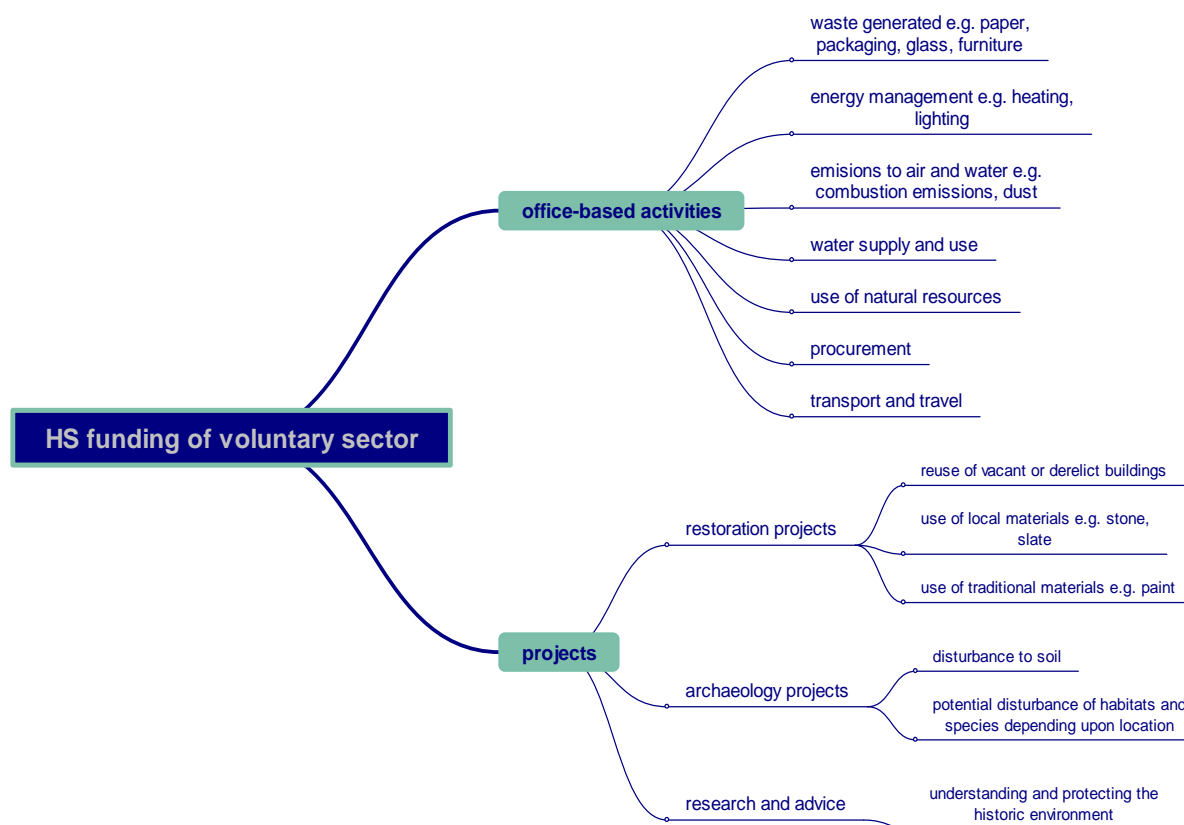 waste generated e.g. paper,
packaging, glass, furniture
energy management e.g. heating,
lighting
emisions to air and water e.g.
combustion emissions, dust
office-based activities
water supply and use
use of natural resources
procurement
transport and travel
HS funding of voluntary sector
reuse of vacant or derelict buildings
restoration projects
use of local materials e.g. stone,
slate
use of traditional materials e.g. paint
projects
disturbance to soil
archaeology projects
potential disturbance of habitats and
species depending upon location
research and advice
understanding and protecting the
historic environment